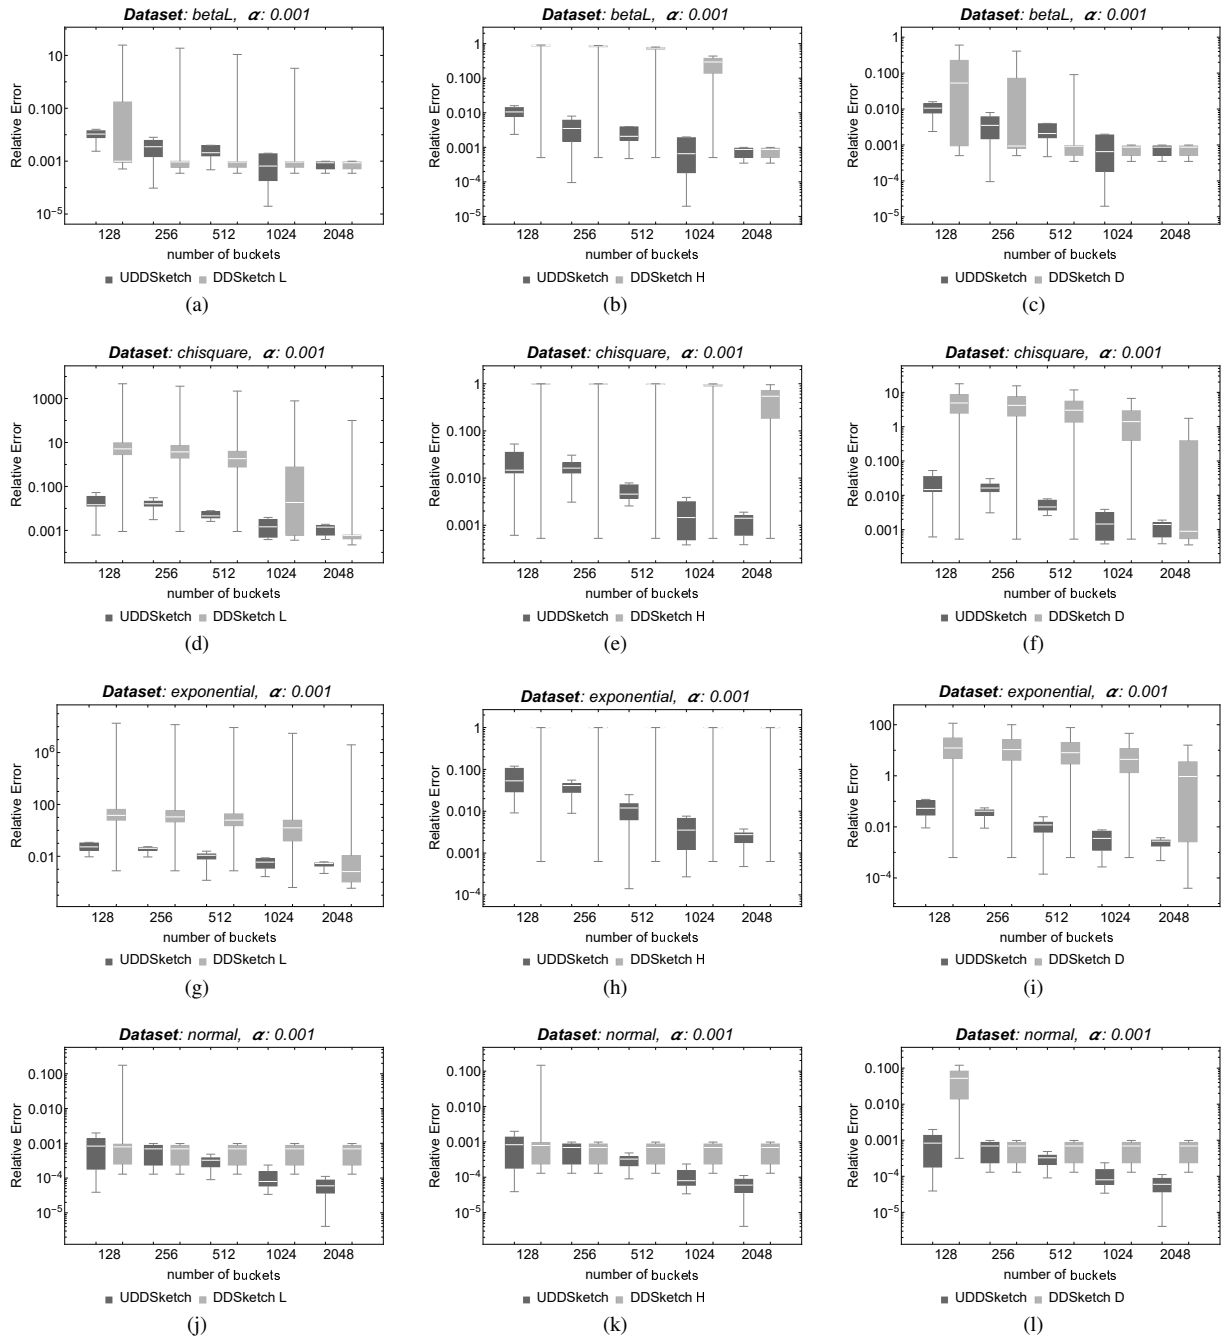 Dataset: betaL, α: 0.001
Relative Error
10
0.100
0.001
10⁻⁵
128 256 512 1024 2048
number of buckets
UDDSketch DDSketch L
(a)
Dataset: betaL, α: 0.001
Relative Error
1
0.100
0.010
0.001
10⁻⁴
10⁻⁵
128 256 512 1024 2048
number of buckets
UDDSketch DDSketch H
(b)
Dataset: betaL, α: 0.001
Relative Error
1
0.100
0.010
0.001
10⁻⁴
10⁻⁵
128 256 512 1024 2048
number of buckets
UDDSketch DDSketch D
(c)
Dataset: chisquare, α: 0.001
Relative Error
1000
10
0.100
0.001
128 256 512 1024 2048
number of buckets
UDDSketch DDSketch L
(d)
Dataset: chisquare, α: 0.001
Relative Error
1
0.100
0.010
0.001
128 256 512 1024 2048
number of buckets
UDDSketch DDSketch H
(e)
Dataset: chisquare, α: 0.001
Relative Error
10
1
0.100
0.010
0.001
128 256 512 1024 2048
number of buckets
UDDSketch DDSketch D
(f)
Dataset: exponential, α: 0.001
Relative Error
10⁶
100
0.01
128 256 512 1024 2048
number of buckets
UDDSketch DDSketch L
(g)
Dataset: exponential, α: 0.001
Relative Error
1
0.100
0.010
0.001
10⁻⁴
128 256 512 1024 2048
number of buckets
UDDSketch DDSketch H
(h)
Dataset: exponential, α: 0.001
Relative Error
100
1
0.01
10⁻⁴
128 256 512 1024 2048
number of buckets
UDDSketch DDSketch D
(i)
Dataset: normal, α: 0.001
Relative Error
0.100
0.010
0.001
10⁻⁴
10⁻⁵
128 256 512 1024 2048
number of buckets
UDDSketch DDSketch L
(j)
Dataset: normal, α: 0.001
Relative Error
0.100
0.010
0.001
10⁻⁴
10⁻⁵
128 256 512 1024 2048
number of buckets
UDDSketch DDSketch H
(k)
Dataset: normal, α: 0.001
Relative Error
0.100
0.010
0.001
10⁻⁴
10⁻⁵
128 256 512 1024 2048
number of buckets
UDDSketch DDSketch D
(l)